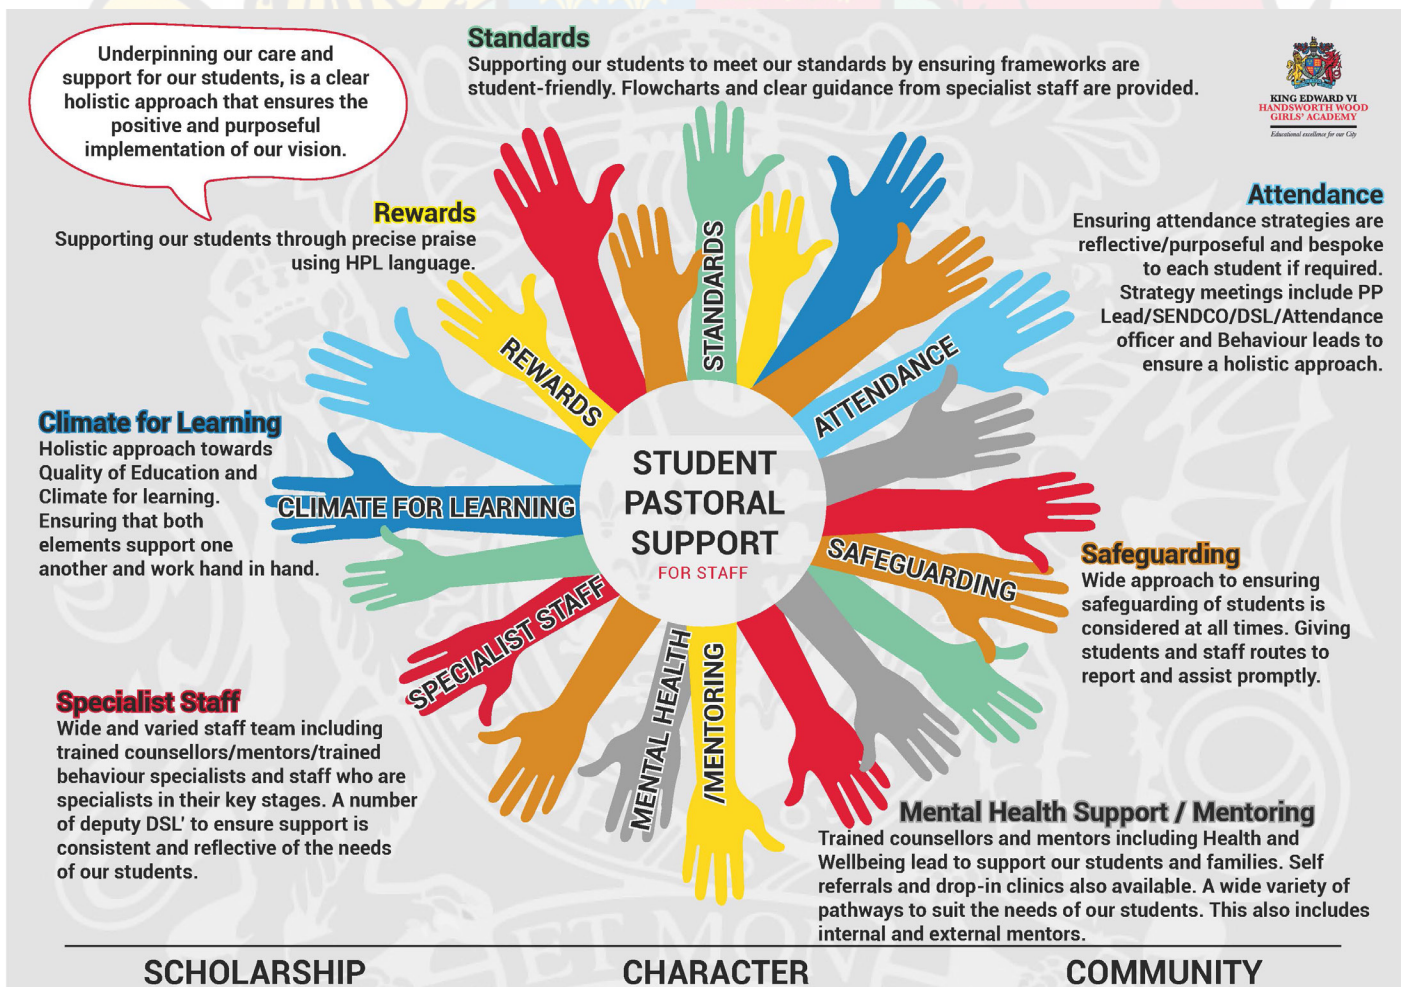 Underpinning our care and
support for our students, is a clear
holistic approach that ensures the
positive and purposeful
implementation of our vision.
Standards
Supporting our students to meet our standards by ensuring frameworks are
student-friendly. Flowcharts and clear guidance from specialist staff are provided.
KING EDWARD VI
HANDSWORTH WOOD
GIRLS' ACADEMY
Educational excellence for our City
Rewards
Supporting our students through precise praise
using HPL language.
Attendance
Ensuring attendance strategies are
reflective/purposeful and bespoke
to each student if required.
Strategy meetings include PP
Lead/SENDCO/DSL/Attendance
officer and Behaviour leads to
ensure a holistic approach.
Climate for Learning
Holistic approach towards
Quality of Education and
Climate for learning.
Ensuring that both
elements support one
another and work hand in hand.
STANDARDS
REWARDS
ATTENDANCE
CLIMATE FOR LEARNING
STUDENT
PASTORAL
SUPPORT
FOR STAFF
SAFEGUARDING
SPECIALIST STAFF
MENTAL HEALTH
/MENTORING
Safeguarding
Wide approach to ensuring
safeguarding of students is
considered at all times. Giving
students and staff routes to
report and assist promptly.
Specialist Staff
Wide and varied staff team including
trained counsellors/mentors/trained
behaviour specialists and staff who are
specialists in their key stages. A number
of deputy DSL' to ensure support is
consistent and reflective of the needs
of our students.
Mental Health Support / Mentoring
Trained counsellors and mentors including Health and
Wellbeing lead to support our students and families. Self
referrals and drop-in clinics also available. A wide variety of
pathways to suit the needs of our students. This also includes
internal and external mentors.
ET MON
SCHOLARSHIP
CHARACTER
COMMUNITY